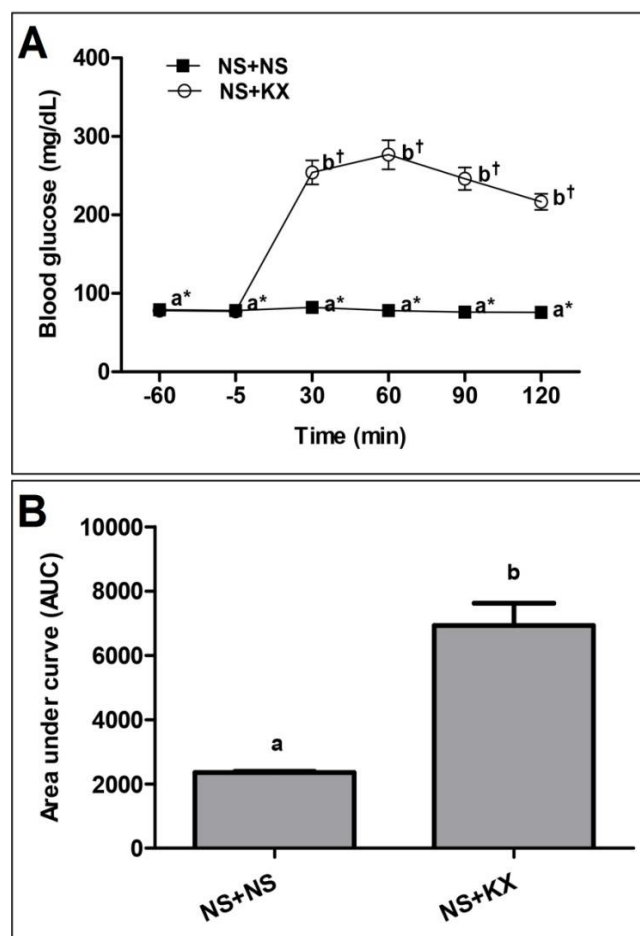 A
NS+NS
NS+KX
Blood glucose (mg/dL)
400
300
200
100
0
a* a* a* a* a* a*
b† b† b† b†
-60 -5 30 60 90 120
Time (min)
B
Area under curve (AUC)
10000
8000
6000
4000
2000
0
a
b
NS+NS
NS+KX